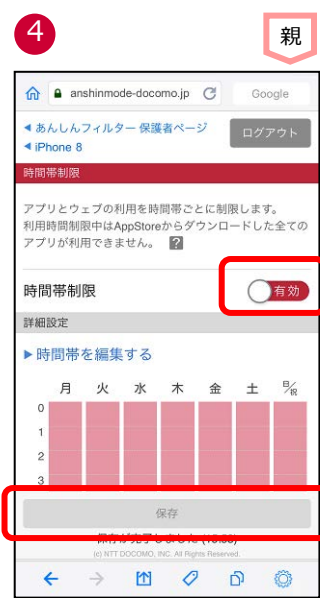 4
親
anshinmode-docomo.jp
Google
あんしんフィルター 保護者ページ
ログアウト
iPhone 8
時間帯制限
アプリとウェブの利用を時間帯ごとに制限します。
利用時間制限中はAppStoreからダウンロードした全ての
アプリが利用できません。 ?
時間帯制限
有効
詳細設定
▶時間帯を編集する
月 火 水 木 金 土 日/祝
0
1
2
3
保存
(c) NTT DOCOMO, INC. All Rights Reserved.